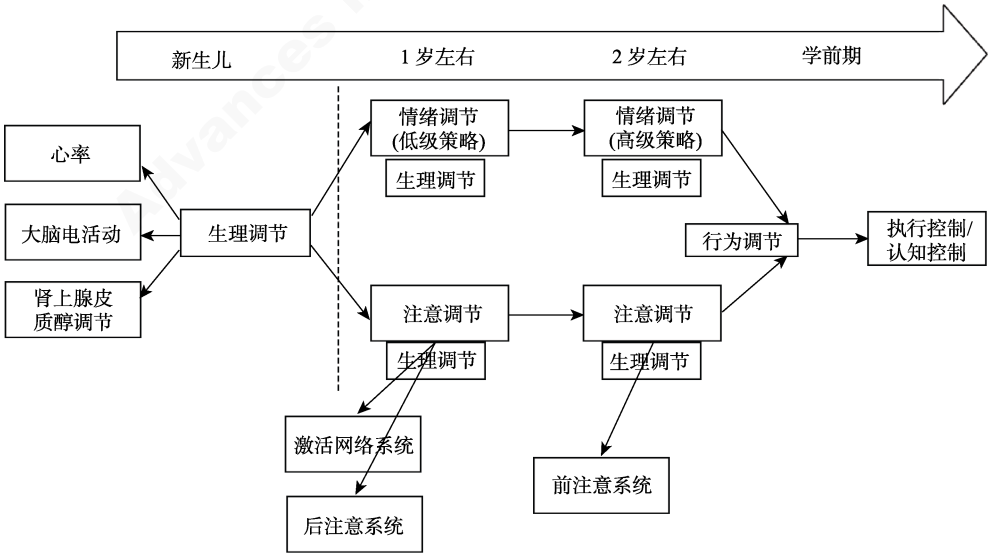 Advances
新生儿
1 岁左右
2 岁左右
学前期
心率
大脑电活动
肾上腺皮
质醇调节
生理调节
情绪调节
(低级策略)
生理调节
情绪调节
(高级策略)
生理调节
注意调节
生理调节
注意调节
生理调节
激活网络系统
后注意系统
前注意系统
行为调节
执行控制/
认知控制